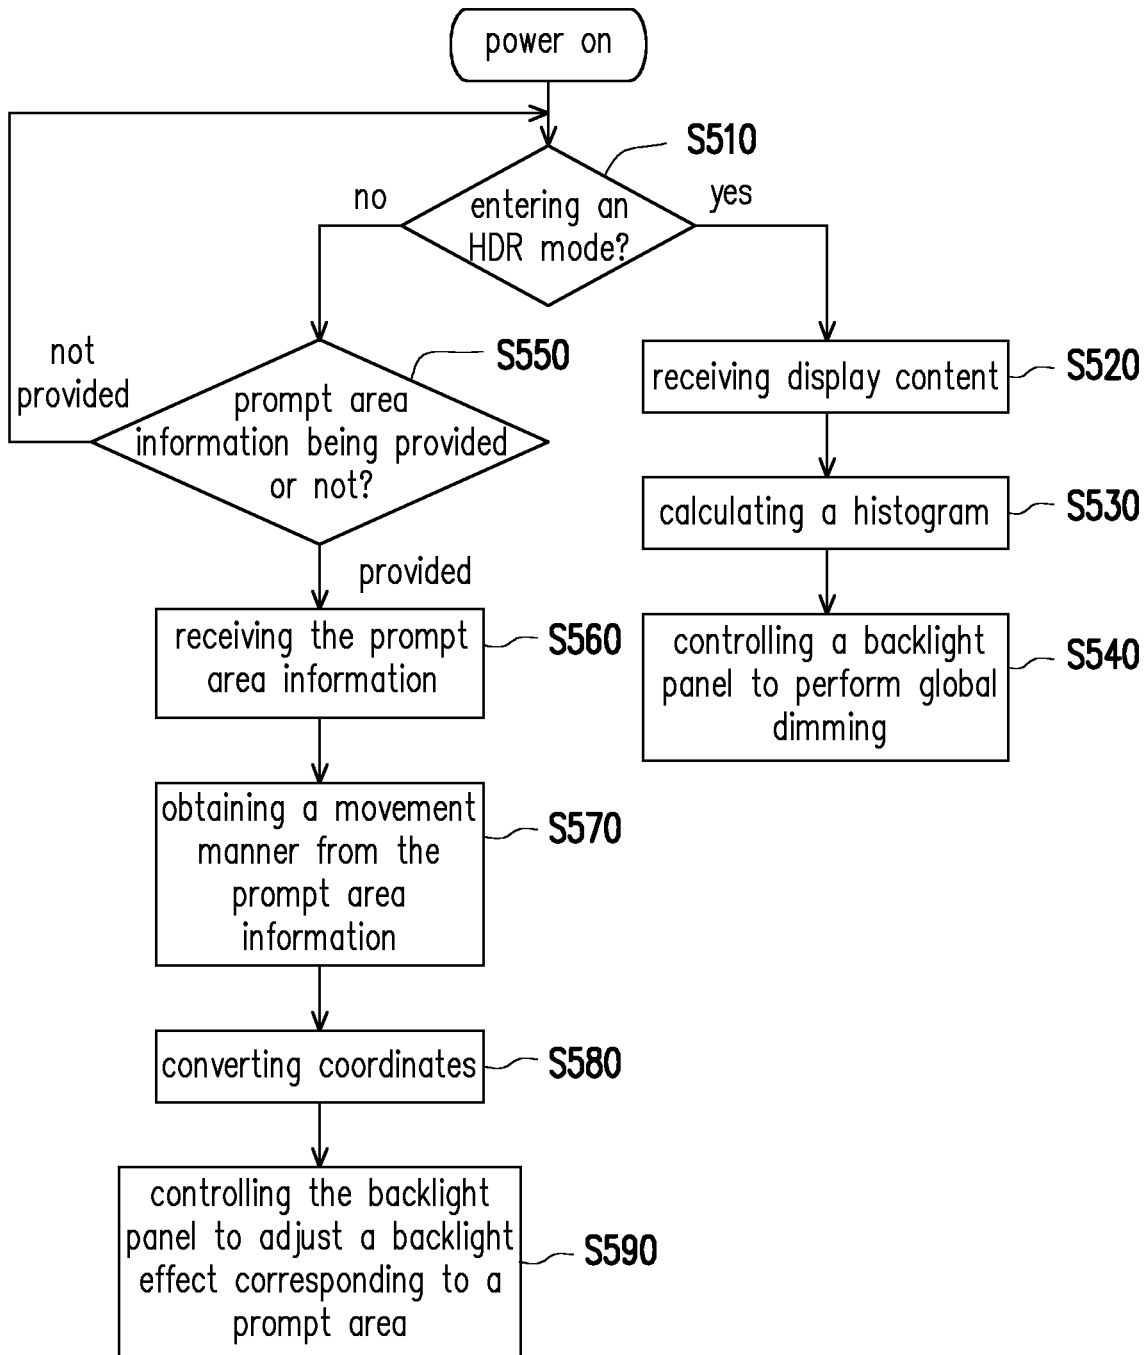 power on
S510
no
yes
entering an
HDR mode?
not
provided
S550
prompt area
information being provided
or not?
provided
receiving display content
S520
calculating a histogram
S530
controlling a backlight
panel to perform global
dimming
S540
receiving the prompt
area information
S560
obtaining a movement
manner from the
prompt area
information
S570
converting coordinates
S580
controlling the backlight
panel to adjust a backlight
effect corresponding to a
prompt area
S590